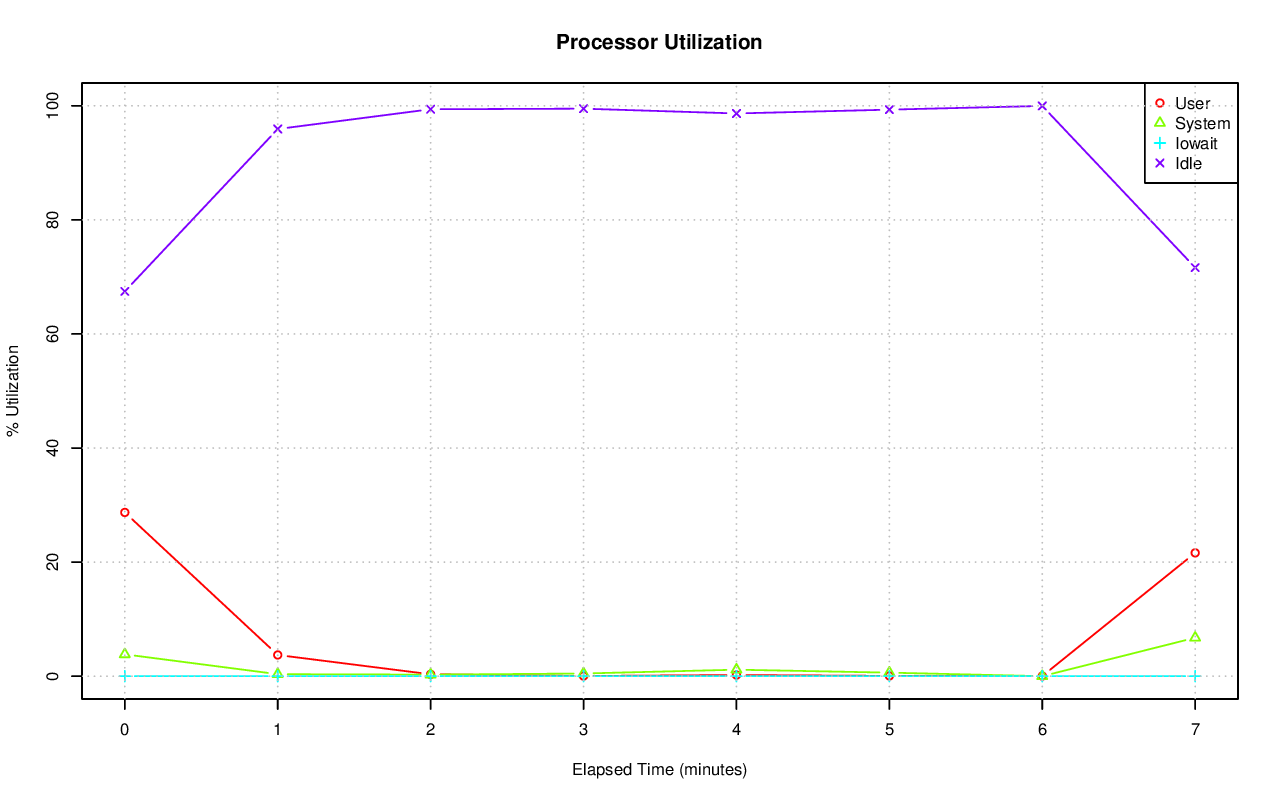 Processor Utilization
100
80
60
40
20
0
% Utilization
User
System
Iowait
Idle
0 1 2 3 4 5 6 7
Elapsed Time (minutes)